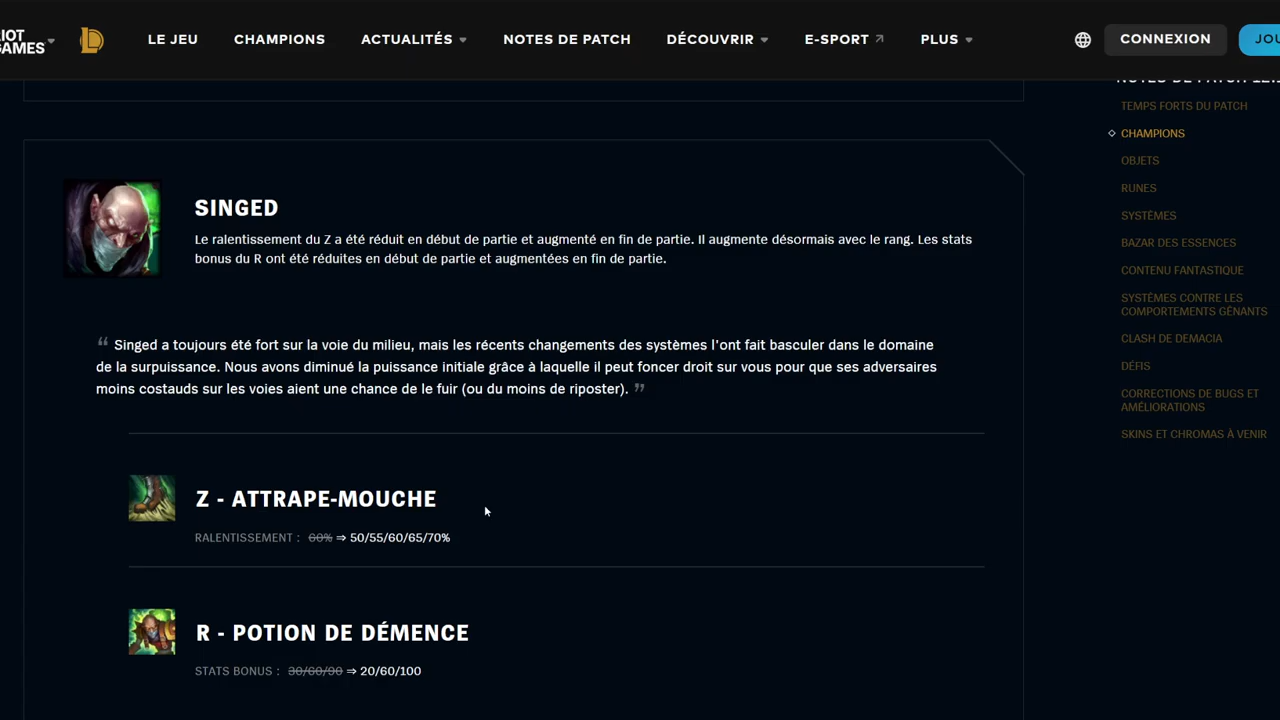 RIOT
GAMES
LE JEU CHAMPIONS ACTUALITÉS NOTES DE PATCH DÉCOUVRIR E-SPORT PLUS CONNEXION JOU
NOTES DE PATCH 12.
TEMPS FORTS DU PATCH
CHAMPIONS
OBJETS
RUNES
SYSTÈMES
BAZAR DES ESSENCES
CONTENU FANTASTIQUE
SYSTÈMES CONTRE LES
COMPORTEMENTS GÊNANTS
CLASH DE DEMACIA
DÉFIS
CORRECTIONS DE BUGS ET
AMÉLIORATIONS
SKINS ET CHROMAS À VENIR
SINGED
Le ralentissement du Z a été réduit en début de partie et augmenté en fin de partie. Il augmente désormais avec le rang. Les stats
bonus du R ont été réduites en début de partie et augmentées en fin de partie.
“ Singed a toujours été fort sur la voie du milieu, mais les récents changements des systèmes l'ont fait basculer dans le domaine
de la surpuissance. Nous avons diminué la puissance initiale grâce à laquelle il peut foncer droit sur vous pour que ses adversaires
moins costauds sur les voies aient une chance de le fuir (ou du moins de riposter). ”
Z - ATTRAPE-MOUCHE
RALENTISSEMENT : 60% ⇒ 50/55/60/65/70%
R - POTION DE DÉMENCE
STATS BONUS : 30/60/90 ⇒ 20/60/100